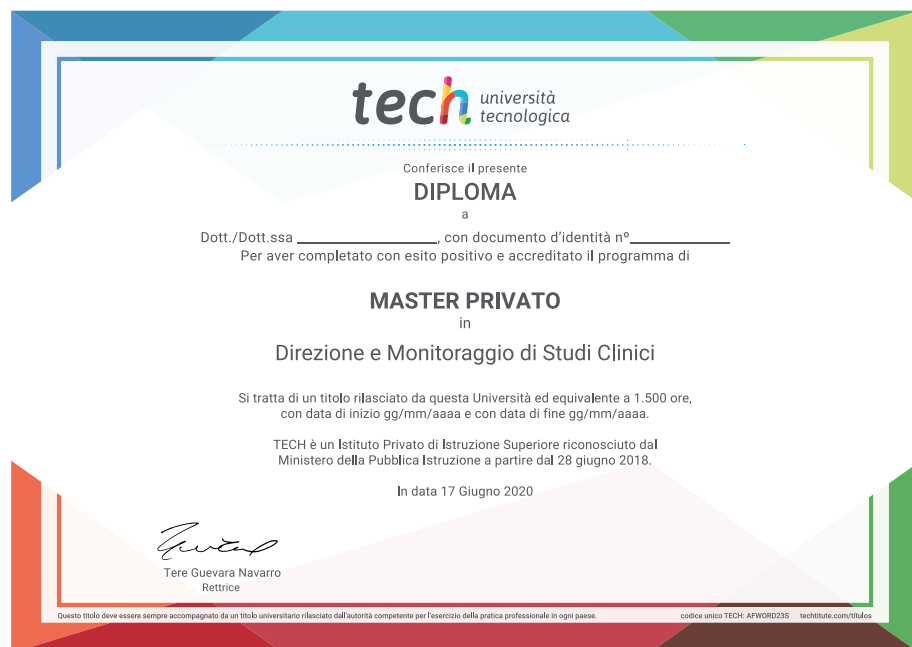 tech università
tecnologica
Conferisce il presente
DIPLOMA
a
Dott./Dott.ssa ____________________, con documento d'identità nº______________
Per aver completato con esito positivo e accreditato il programma di
MASTER PRIVATO
in
Direzione e Monitoraggio di Studi Clinici
Si tratta di un titolo rilasciato da questa Università ed equivalente a 1.500 ore,
con data di inizio gg/mm/aaaa e con data di fine gg/mm/aaaa.
TECH è un Istituto Privato di Istruzione Superiore riconosciuto dal
Ministero della Pubblica Istruzione a partire dal 28 giugno 2018.
In data 17 Giugno 2020
Tere Guevara Navarro
Rettrice
Questo titolo deve essere sempre accompagnato da un titolo universitario rilasciato dall'autorità competente per l'esercizio della pratica professionale in ogni paese. codice unico TECH: AFWORD23S techtitute.com/títulos